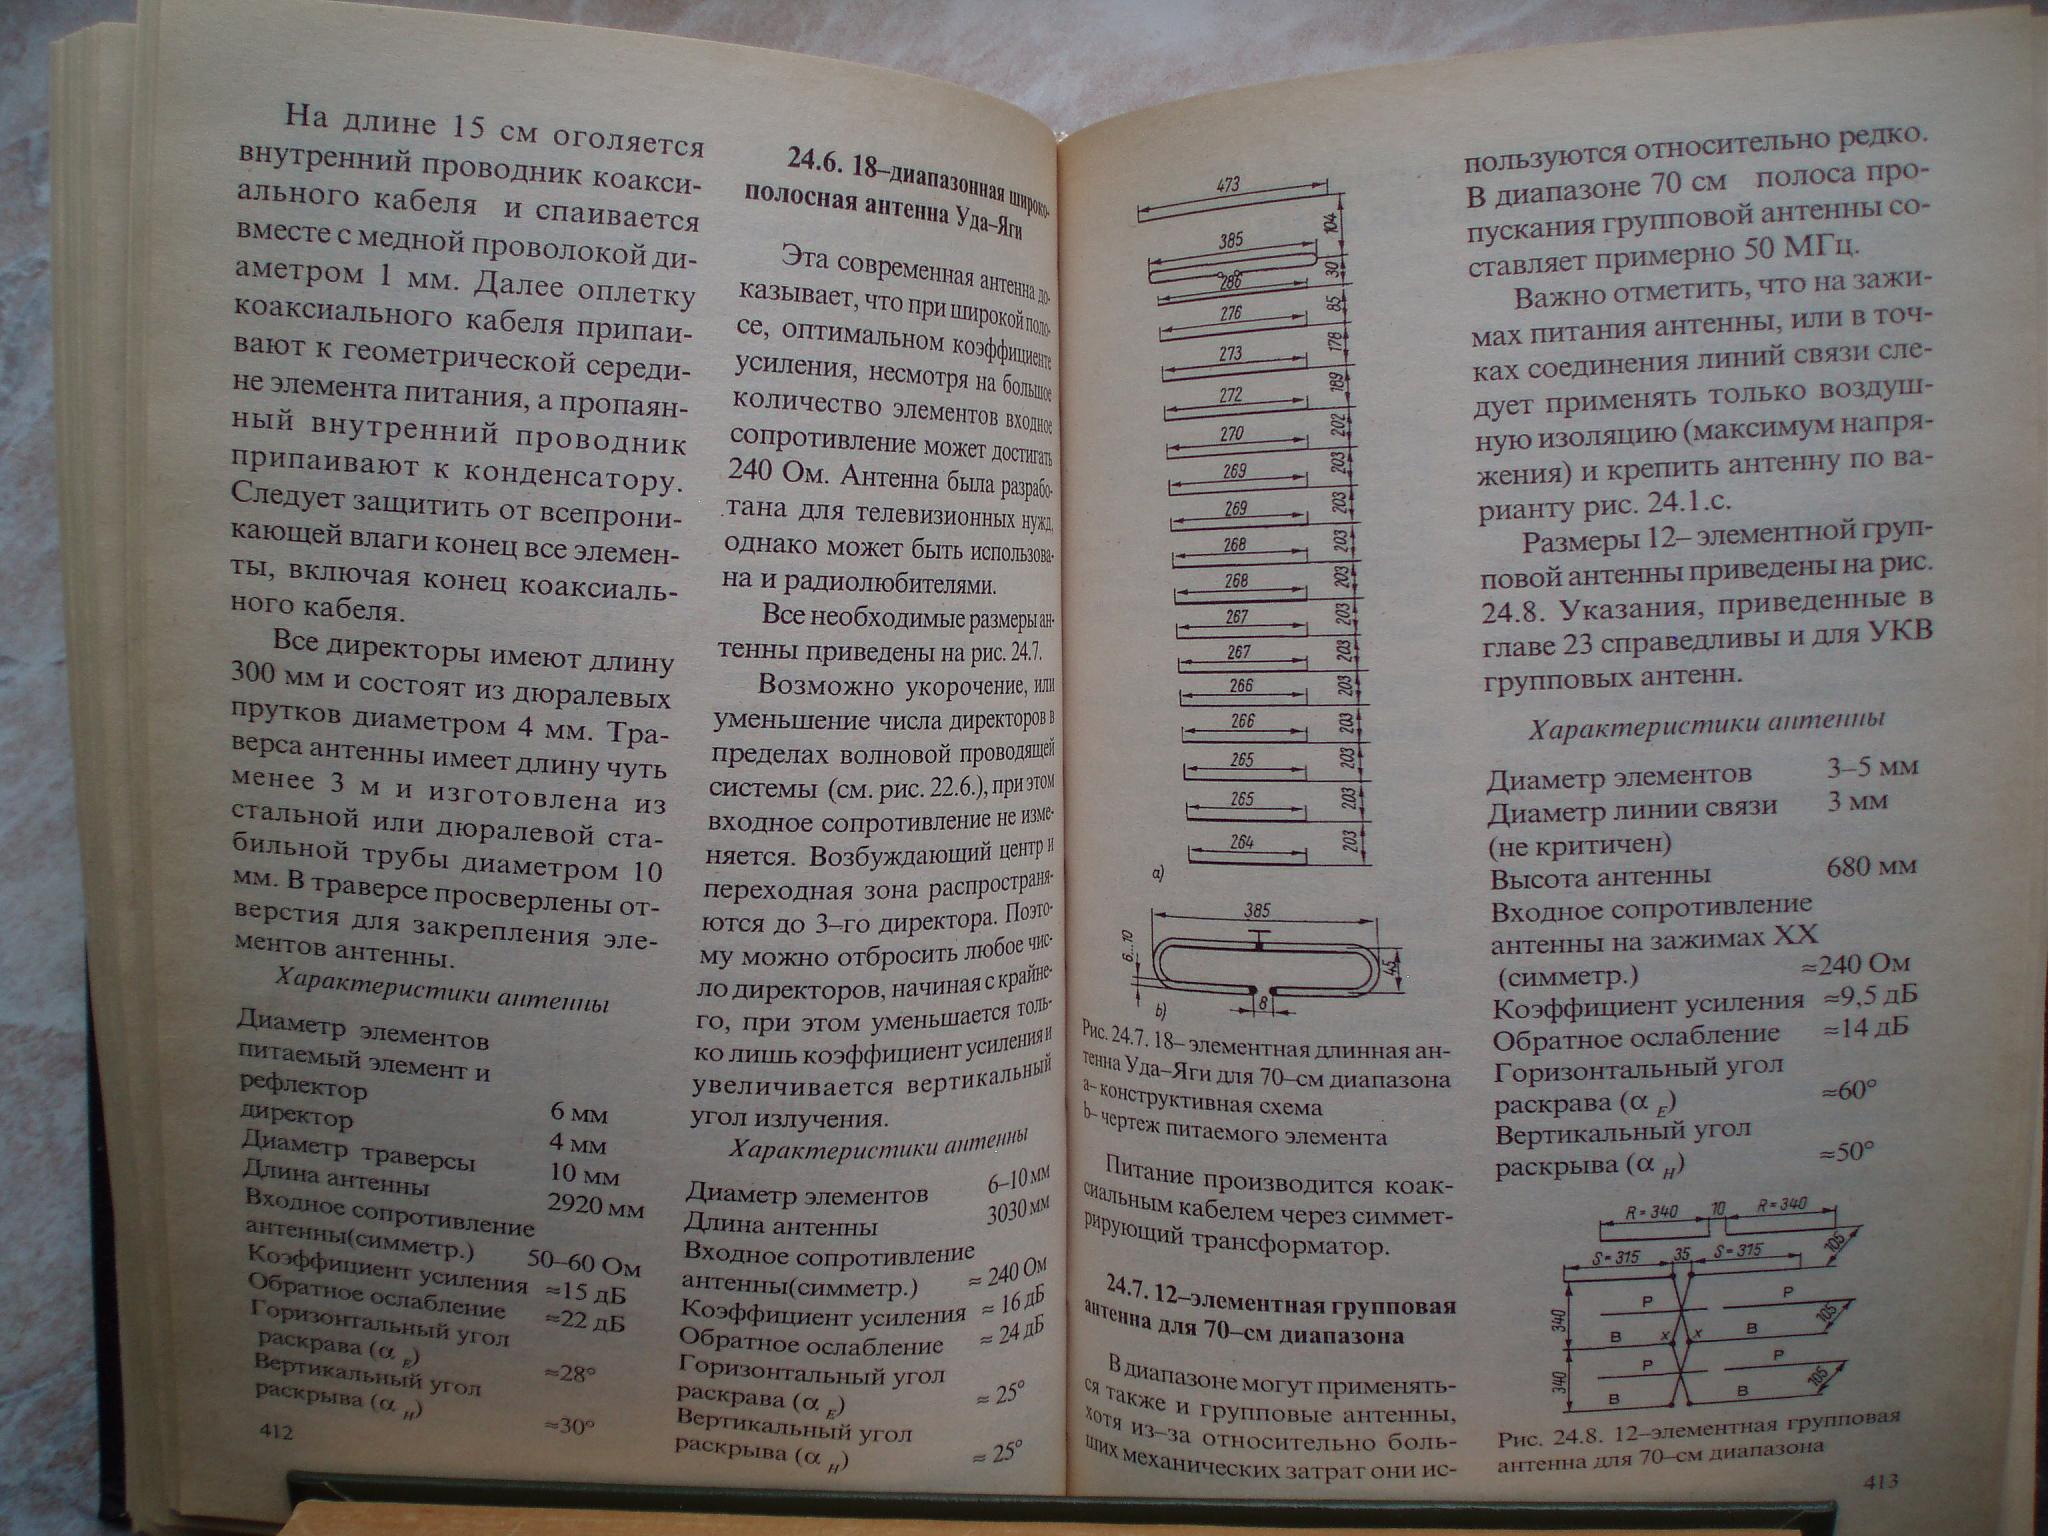 На длине 15 см оголяется
внутренний проводник коакси-
ального кабеля и спаивается
вместе с медной проволокой ди-
аметром 1 мм. Далее оплетку
коаксиального кабеля припаи-
вают к геометрической середи-
не элемента питания, а пропаян-
ный внутренний проводник
припаивают к конденсатору.
Следует защитить от всепрони-
кающей влаги конец все элемен-
ты, включая конец коаксиаль-
ного кабеля.
Все директоры имеют длину
300 мм и состоят из дюралевых
прутков диаметром 4 мм. Тра-
верса антенны имеет длину чуть
менее 3 м и изготовлена из
стальной или дюралевой ста-
бильной трубы диаметром 10
мм. В траверсе просверлены от-
верстия для закрепления эле-
ментов антенны.
Характеристики антенны
Диаметр элементов
питаемый элемент и
рефлектор 6 мм
директор 4 мм
Диаметр траверсы 10 мм
Длина антенны 2920 мм
Входное сопротивление
антенны(симметр.) 50–60 Ом
Коэффициент усиления ≈15 дБ
Обратное ослабление ≈22 дБ
Горизонтальный угол
раскрава (α E) ≈28°
Вертикальный угол
раскрыва (α H) ≈30°
412
24.6. 18–диапазонная широко-
полосная антенна Уда–Яги
Эта современная антенна до-
казывает, что при широкой поло-
се, оптимальном коэффициенте
усиления, несмотря на большое
количество элементов входное
сопротивление может достигать
240 Ом. Антенна была разрабо-
тана для телевизионных нужд,
однако может быть использова-
на и радиолюбителями.
Все необходимые размеры ан-
тенны приведены на рис. 24.7.
Возможно укорочение, или
уменьшение числа директоров в
пределах волновой проводящей
системы (см. рис. 22.6.), при этом
входное сопротивление не изме-
няется. Возбуждающий центр и
переходная зона распространя-
ются до 3–го директора. Поэто-
му можно отбросить любое чис-
ло директоров, начиная с крайне-
го, при этом уменьшается толь-
ко лишь коэффициент усиления и
увеличивается вертикальный
угол излучения.
Характеристики антенны
Диаметр элементов 6–10 мм
Длина антенны 3030 мм
Входное сопротивление
антенны(симметр.) ≈ 240 Ом
Коэффициент усиления ≈ 16 дБ
Обратное ослабление ≈ 24 дБ
Горизонтальный угол
раскрава (α E) ≈ 25°
Вертикальный угол
раскрыва (α H) ≈ 25°
473
104
385
30
286
85
276
178
273
189
272
202
270
203
269
203
269
203
268
203
268
203
267
203
267
203
266
203
266
203
265
203
265
203
264
а)
385
6...10
45
8
b)
Рис. 24.7. 18– элементная длинная ан-
тенна Уда–Яги для 70–см диапазона
а– конструктивная схема
b– чертеж питаемого элемента
Питание производится коак-
сиальным кабелем через симмет-
рирующий трансформатор.
24.7. 12–элементная групповая
антенна для 70–см диапазона
В диапазоне могут применять-
ся также и групповые антенны,
хотя из–за относительно боль-
ших механических затрат они ис-
пользуются относительно редко.
В диапазоне 70 см полоса про-
пускания групповой антенны со-
ставляет примерно 50 МГц.
Важно отметить, что на зажи-
мах питания антенны, или в точ-
ках соединения линий связи сле-
дует применять только воздуш-
ную изоляцию (максимум напря-
жения) и крепить антенну по ва-
рианту рис. 24.1.с.
Размеры 12– элементной груп-
повой антенны приведены на рис.
24.8. Указания, приведенные в
главе 23 справедливы и для УКВ
групповых антенн.
Характеристики антенны
Диаметр элементов 3–5 мм
Диаметр линии связи 3 мм
(не критичен)
Высота антенны 680 мм
Входное сопротивление
антенны на зажимах XX
(симметр.) ≈240 Ом
Коэффициент усиления ≈9,5 дБ
Обратное ослабление ≈14 дБ
Горизонтальный угол
раскрава (α E) ≈60°
Вертикальный угол
раскрыва (α H) ≈50°
R=340 10 R=340
S=315 35 S=315 105
340 P P
B x x B 105
340 P P
B B 105
Рис. 24.8. 12–элементная групповая
антенна для 70–см диапазона
413